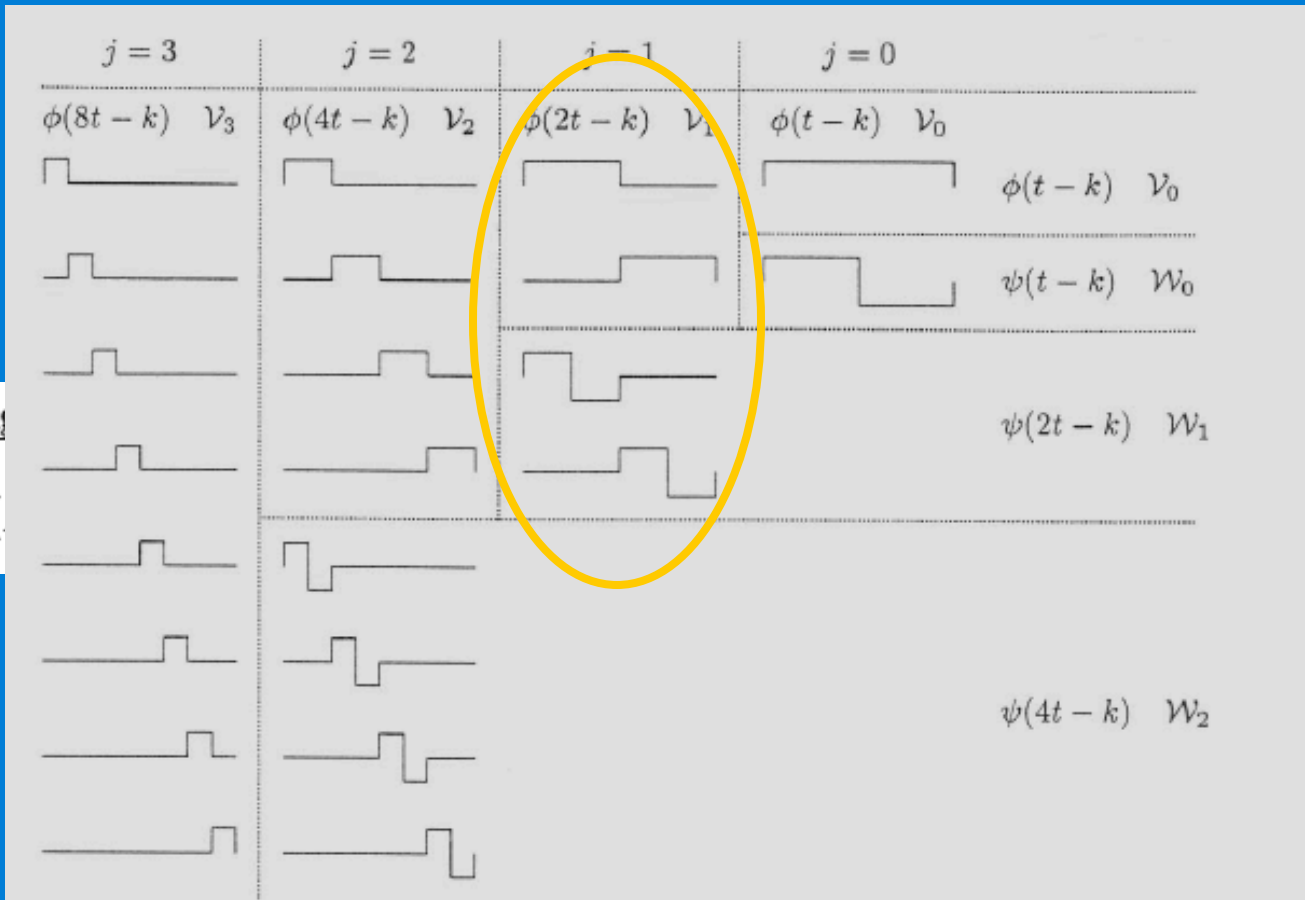 j = 3 j = 2 j = 1 j = 0
ϕ(8t − k) 𝒱₃ ϕ(4t − k) 𝒱₂ ϕ(2t − k) 𝒱₁ ϕ(t − k) 𝒱₀
ϕ(t − k) 𝒱₀
ψ(t − k) 𝒲₀
ψ(2t − k) 𝒲₁
ψ(4t − k) 𝒲₂